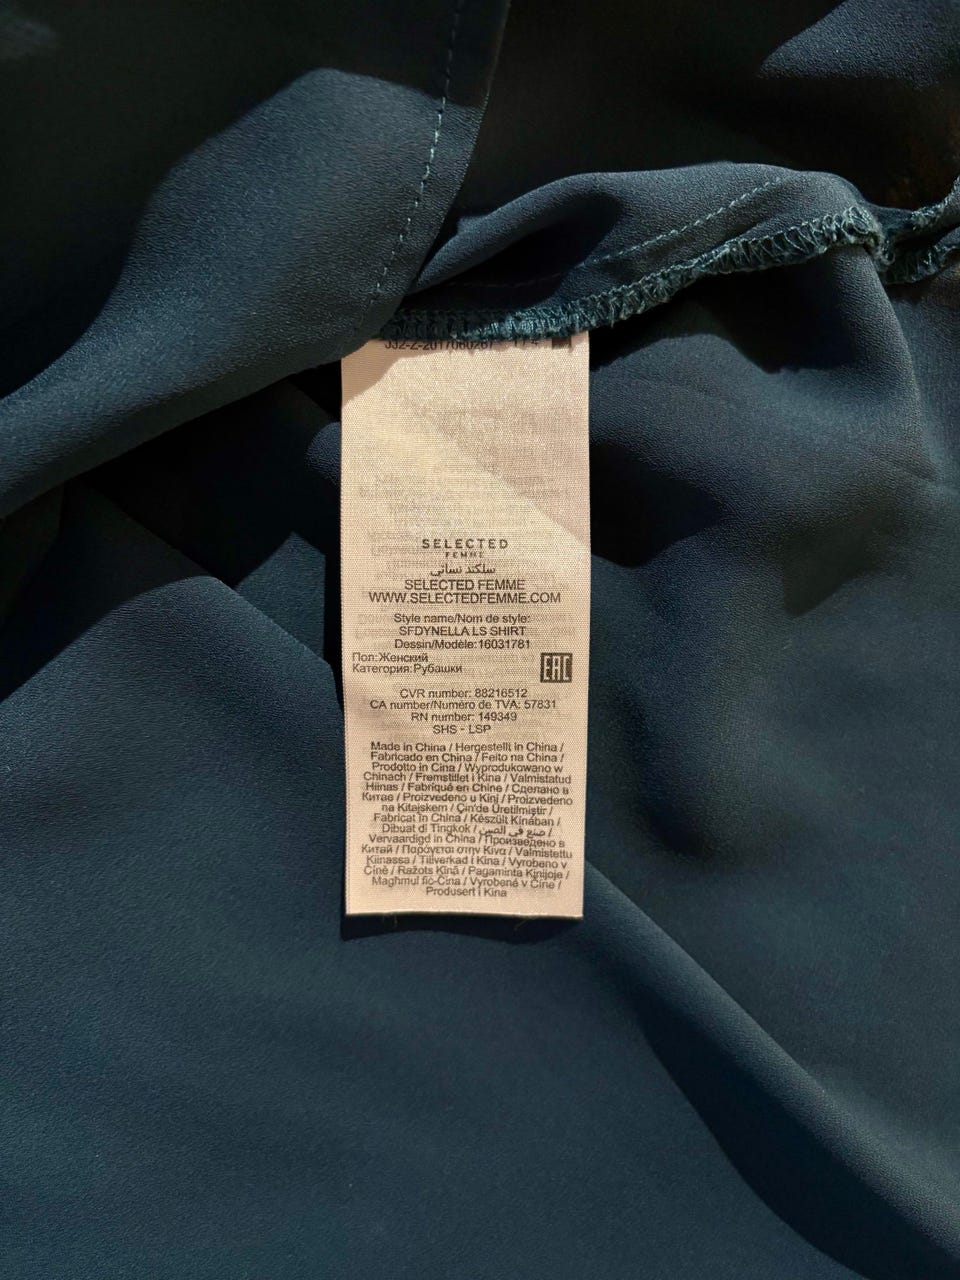 SELECTED
FEMME
سلكتد نسائي
SELECTED FEMME
WWW.SELECTEDFEMME.COM
Style name/Nom de style:
SFDYNELLA LS SHIRT
Dessin/Modèle:16031781
Пол:Женский
Категория:Рубашки
EAC
CVR number: 88216512
CA number/Numéro de TVA: 57831
RN number: 149349
SHS - LSP
Made in China / Hergestellt in China /
Fabricado en China / Feito na China /
Prodotto in Cina / Wyprodukowano w
Chinach / Fremstillet i Kina / Valmistatud
Hiinas / Fabriqué en Chine / Сделано в
Китае / Proizvedeno u Kini / Proizvedeno
na Kitajskem / Çin'de Üretilmiştir /
Fabricat în China / Készült Kínában /
Dibuat di Tingkok / صنع في الصين /
Vervaardigd in China / Произведено в
Китай / Παράγεται στην Κίνα / Valmistettu
Kiinassa / Tillverkad i Kina / Vyrobeno v
Číně / Ražots Ķīnā / Pagaminta Kinijoje /
Magħmul fiċ-Ċina / Vyrobené v Číne /
Produsert i Kina